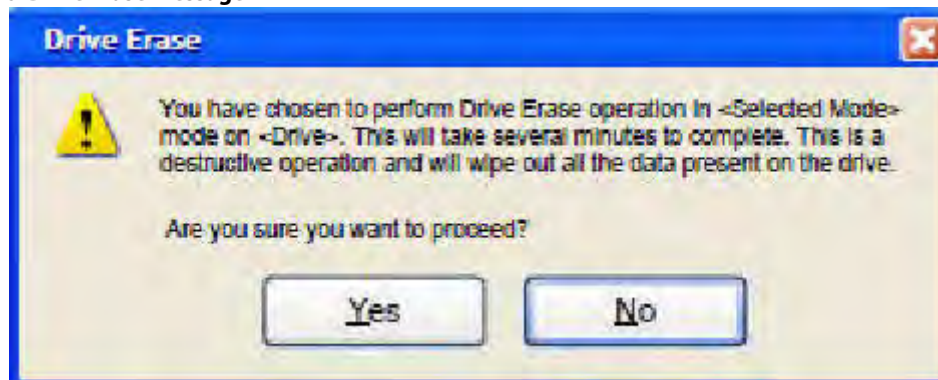 Drive Erase
You have chosen to perform Drive Erase operation in <Selected Mode>
mode on <Drive>. This will take several minutes to complete. This is a
destructive operation and will wipe out all the data present on the drive.
Are you sure you want to proceed?
Yes
No